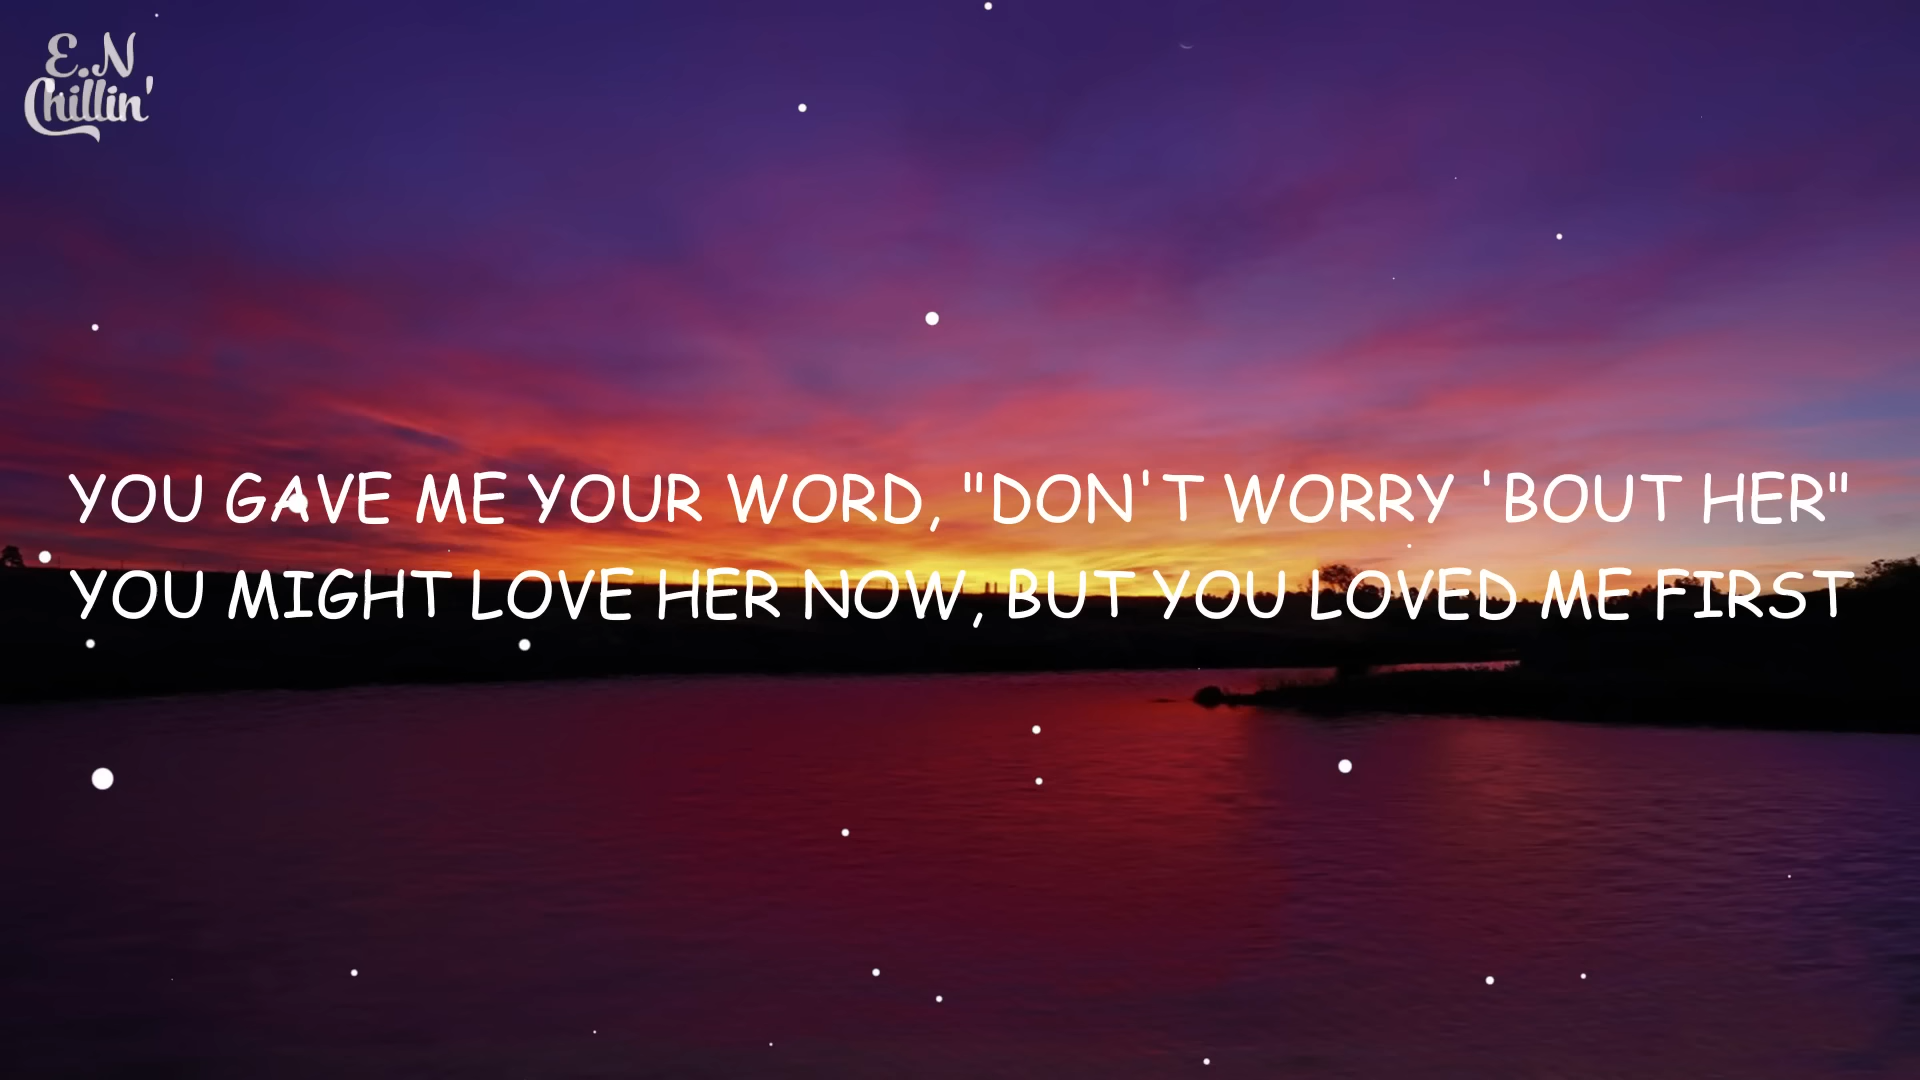 E.N
Chillin'
YOU GAVE ME YOUR WORD, "DON'T WORRY 'BOUT HER"
YOU MIGHT LOVE HER NOW, BUT YOU LOVED ME FIRST